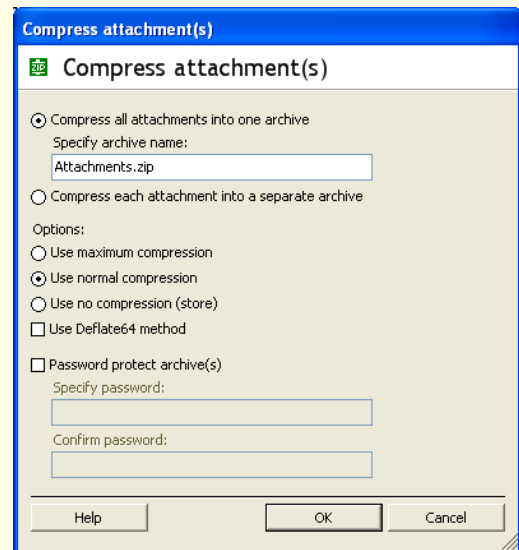 Compress attachment(s)
ZIP Compress attachment(s)
Compress all attachments into one archive
Specify archive name:
Attachments.zip
Compress each attachment into a separate archive
Options:
Use maximum compression
Use normal compression
Use no compression (store)
Use Deflate64 method
Password protect archive(s)
Specify password:
Confirm password:
Help OK Cancel